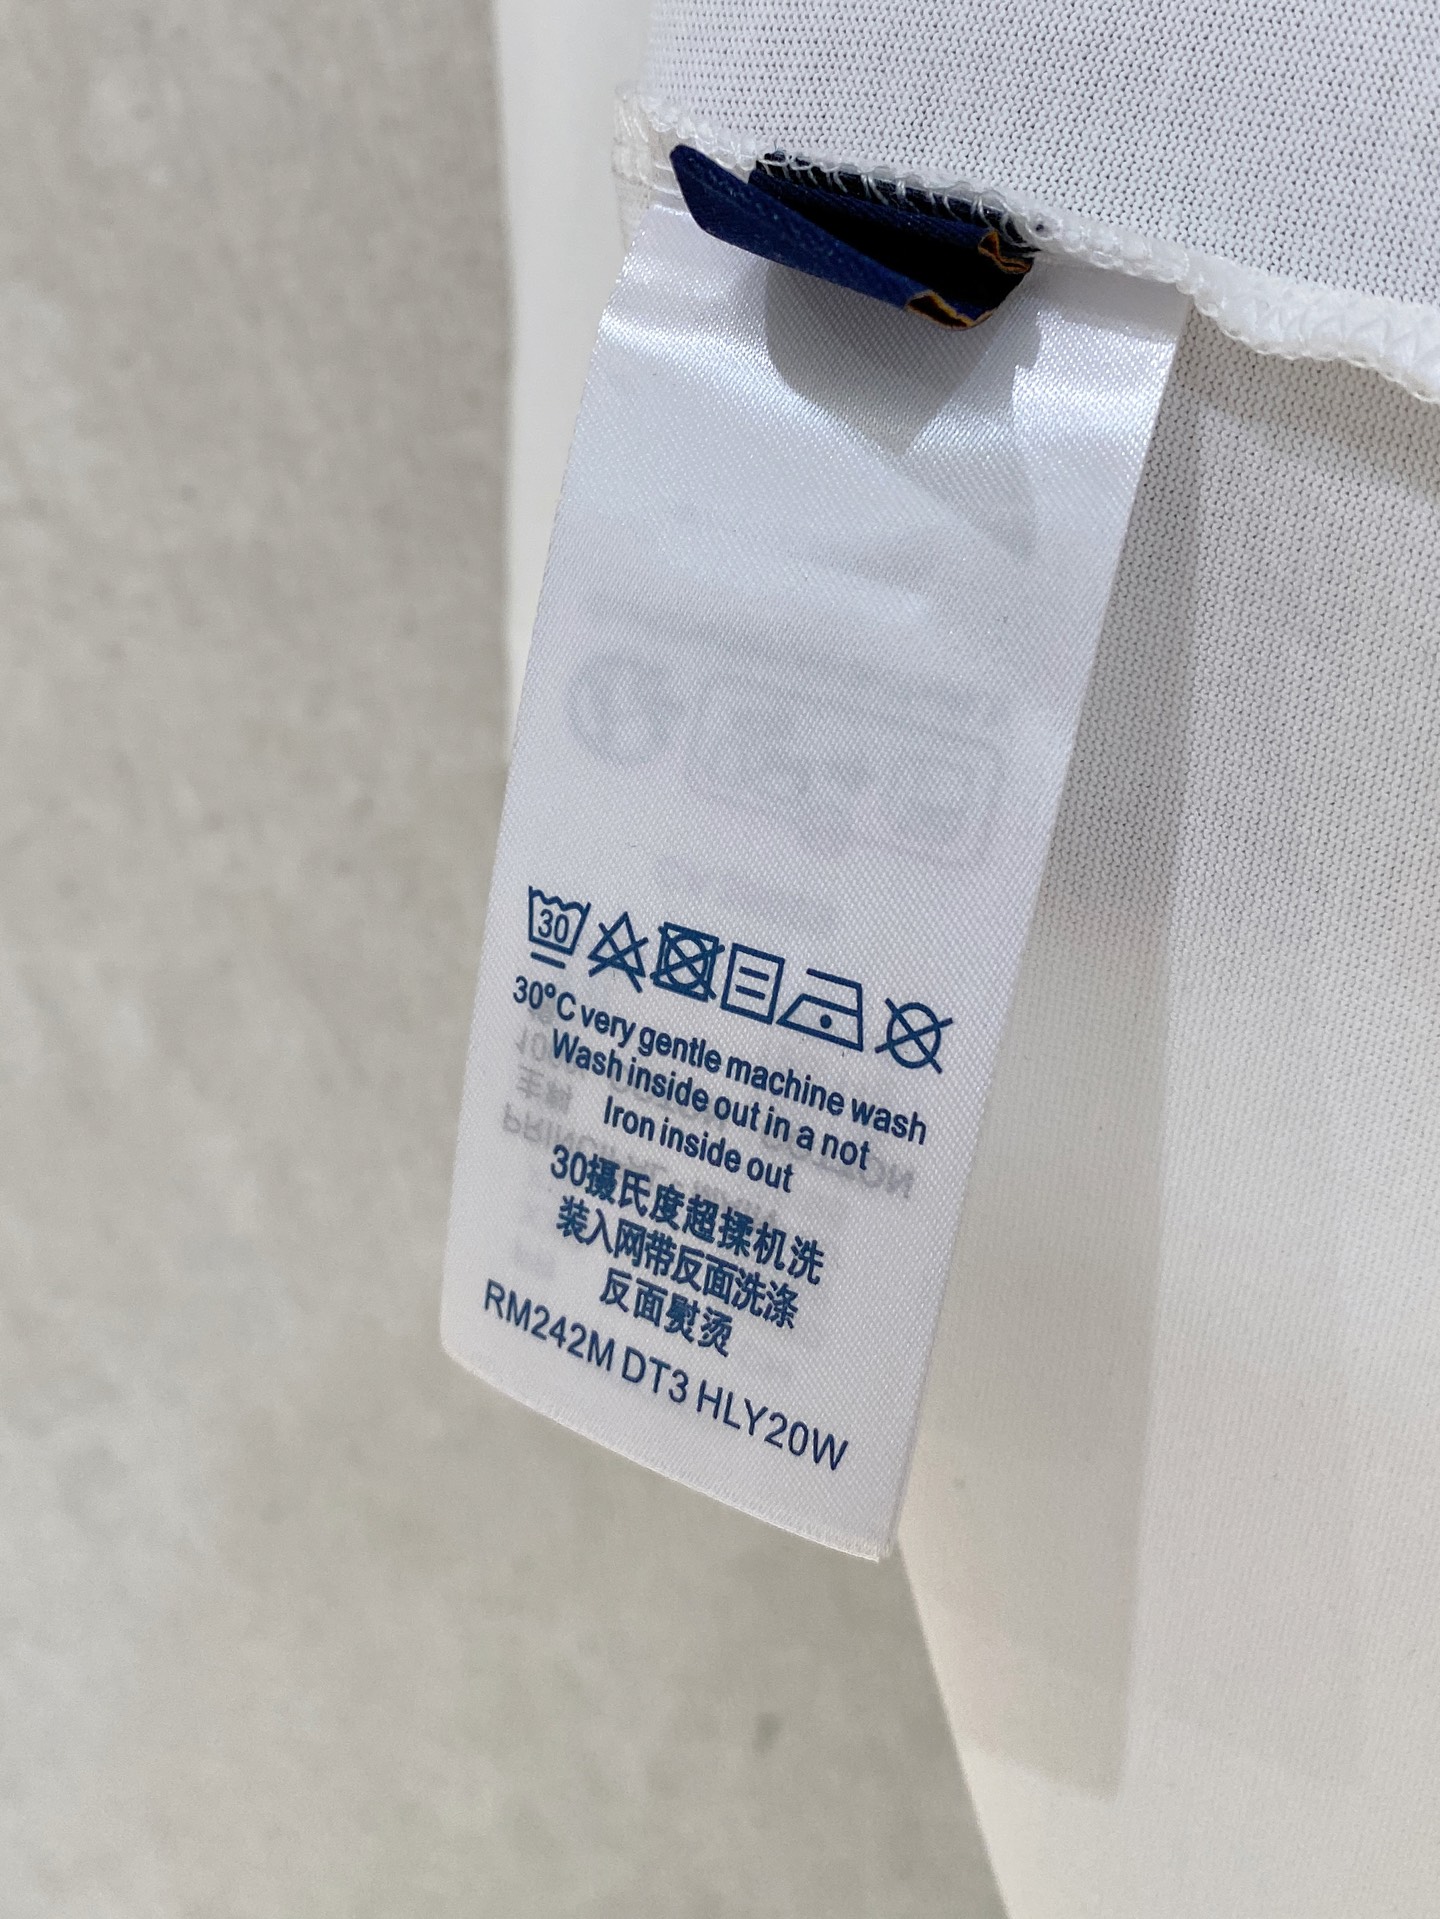 30
30°C very gentle machine wash
Wash inside out in a not
Iron inside out
30摄氏度超揉机洗
装入网带反面洗涤
反面熨烫
RM242M DT3 HLY20W